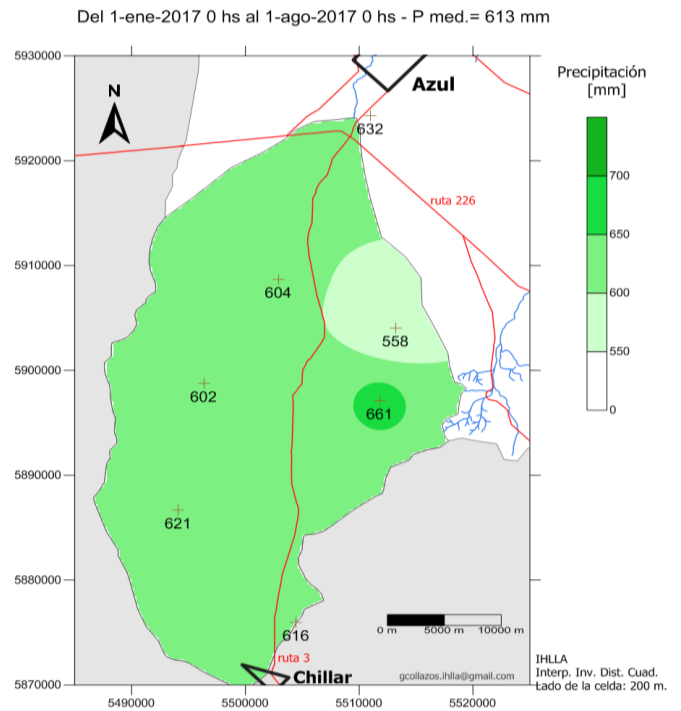 Del 1-ene-2017 0 hs al 1-ago-2017 0 hs - P med.= 613 mm
5930000
Azul
Precipitación
[mm]
N
632
5920000
700
ruta 226
650
5910000
604
600
558
550
5900000
602
661
0
5890000
621
5880000
616
0 m 5000 m 10000 m
ruta 3
IHLLA
Chillar
gcollazos.ihlla@gmail.com
Interp. Inv. Dist. Cuad.
Lado de la celda: 200 m.
5870000
5490000 5500000 5510000 5520000